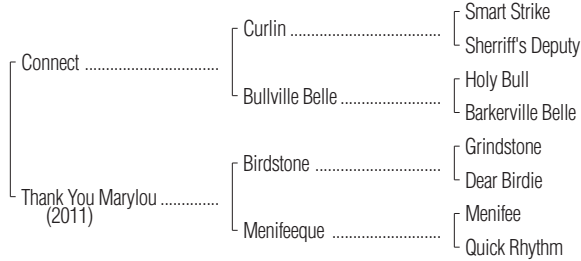 Smart Strike
Curlin ........................................
Sherriff's Deputy
Connect ..................................
Holy Bull
Bullville Belle .........................
Barkerville Belle
Grindstone
Birdstone ...............................
Dear Birdie
Thank You Marylou ..............
(2011)
Menifee
Menifeeque ...........................
Quick Rhythm